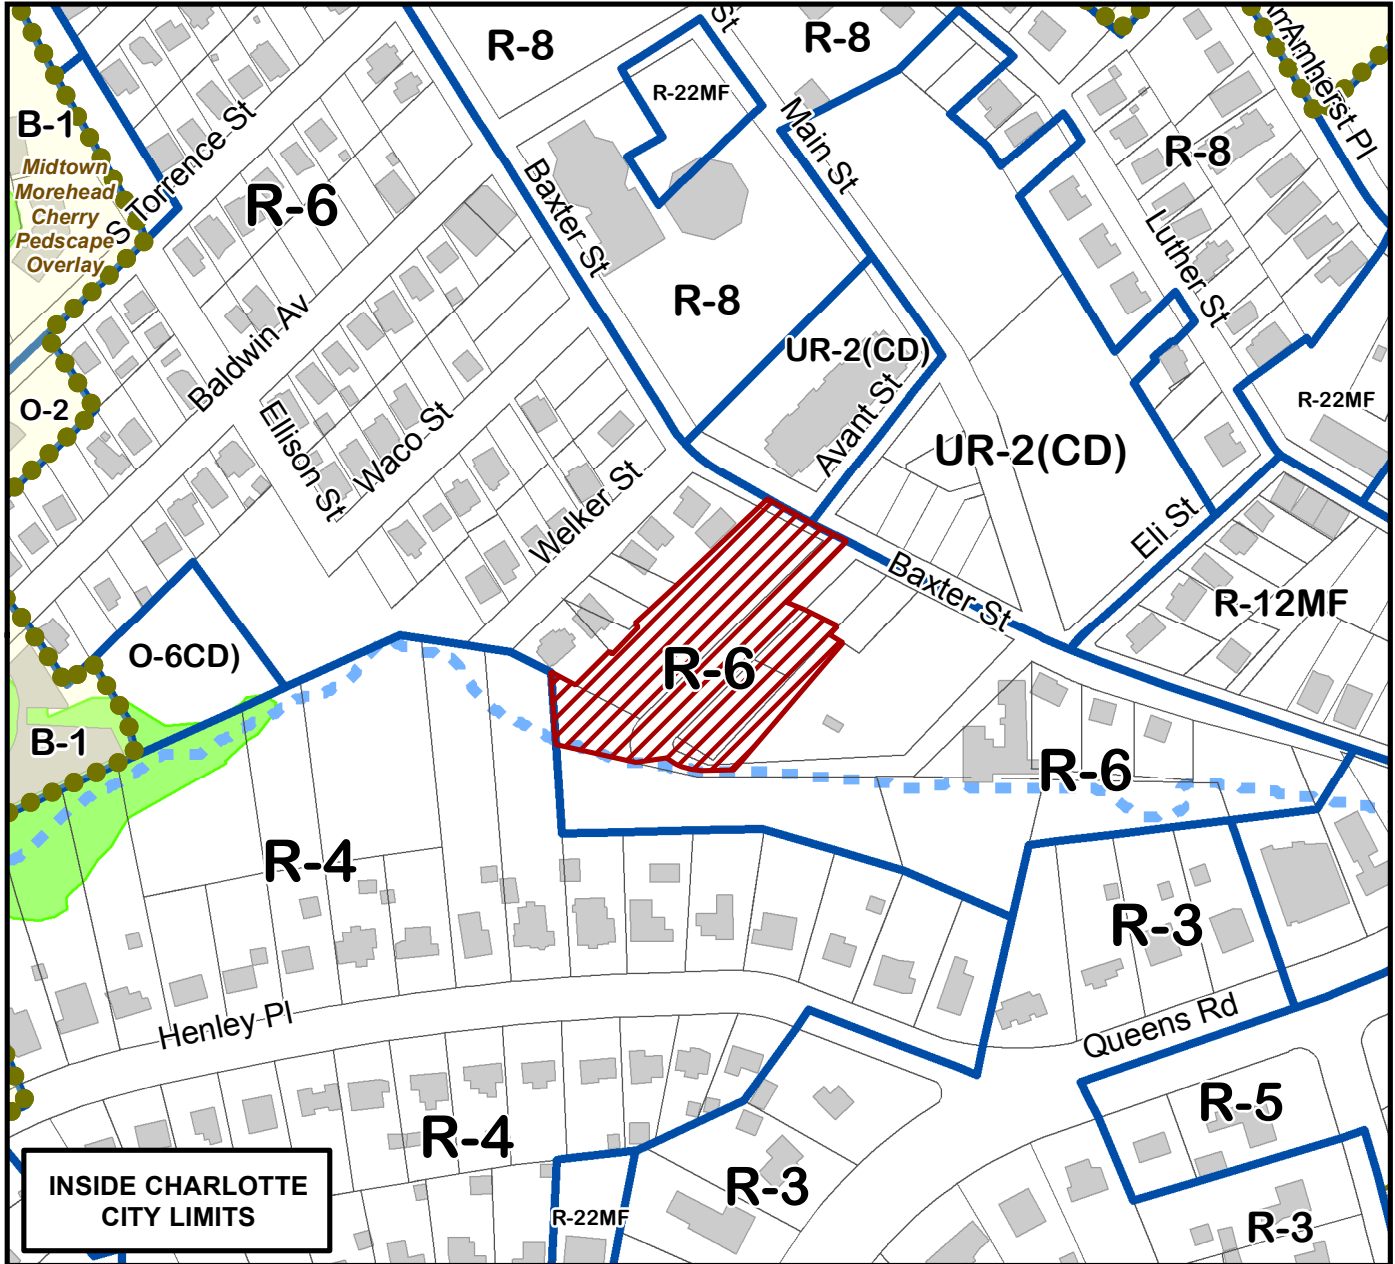 St
R-8
R-8
Amherst Pl
R-22MF
B-1
S Torrence St
Main St
R-8
Midtown
Morehead
Cherry
Pedscape
Overlay
R-6
Baxter St
Luther St
R-8
Baldwin Av
UR-2(CD)
O-2
Ellison St
Waco St
Avant St
R-22MF
UR-2(CD)
Welker St
Eli St
Baxter St
R-12MF
O-6CD)
R-6
B-1
R-6
R-4
R-3
Henley Pl
Queens Rd
R-5
R-4
R-3
INSIDE CHARLOTTE
CITY LIMITS
R-22MF
R-3